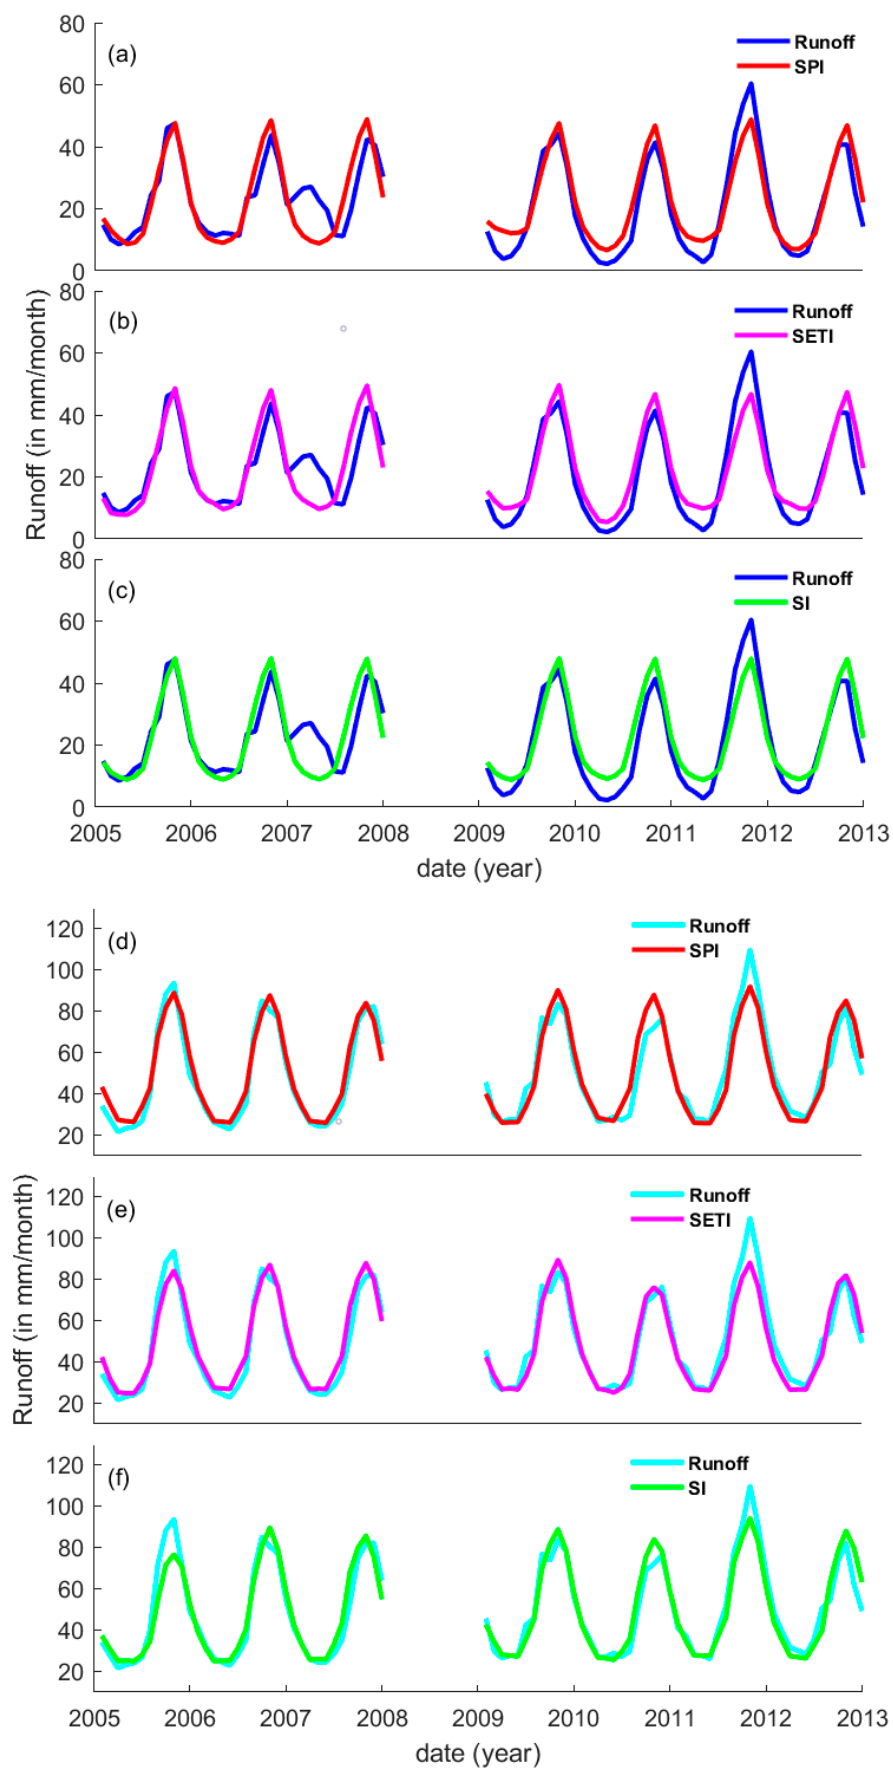 80
(a)
Runoff
SPI
60
40
20
0
80
(b)
Runoff
SETI
60
40
20
0
Runoff (in mm/month)
80
(c)
Runoff
SI
60
40
20
0
2005 2006 2007 2008 2009 2010 2011 2012 2013
date (year)
120
(d)
Runoff
SPI
100
80
60
40
20
120
(e)
Runoff
SETI
100
80
60
40
20
Runoff (in mm/month)
120
(f)
Runoff
SI
100
80
60
40
20
2005 2006 2007 2008 2009 2010 2011 2012 2013
date (year)